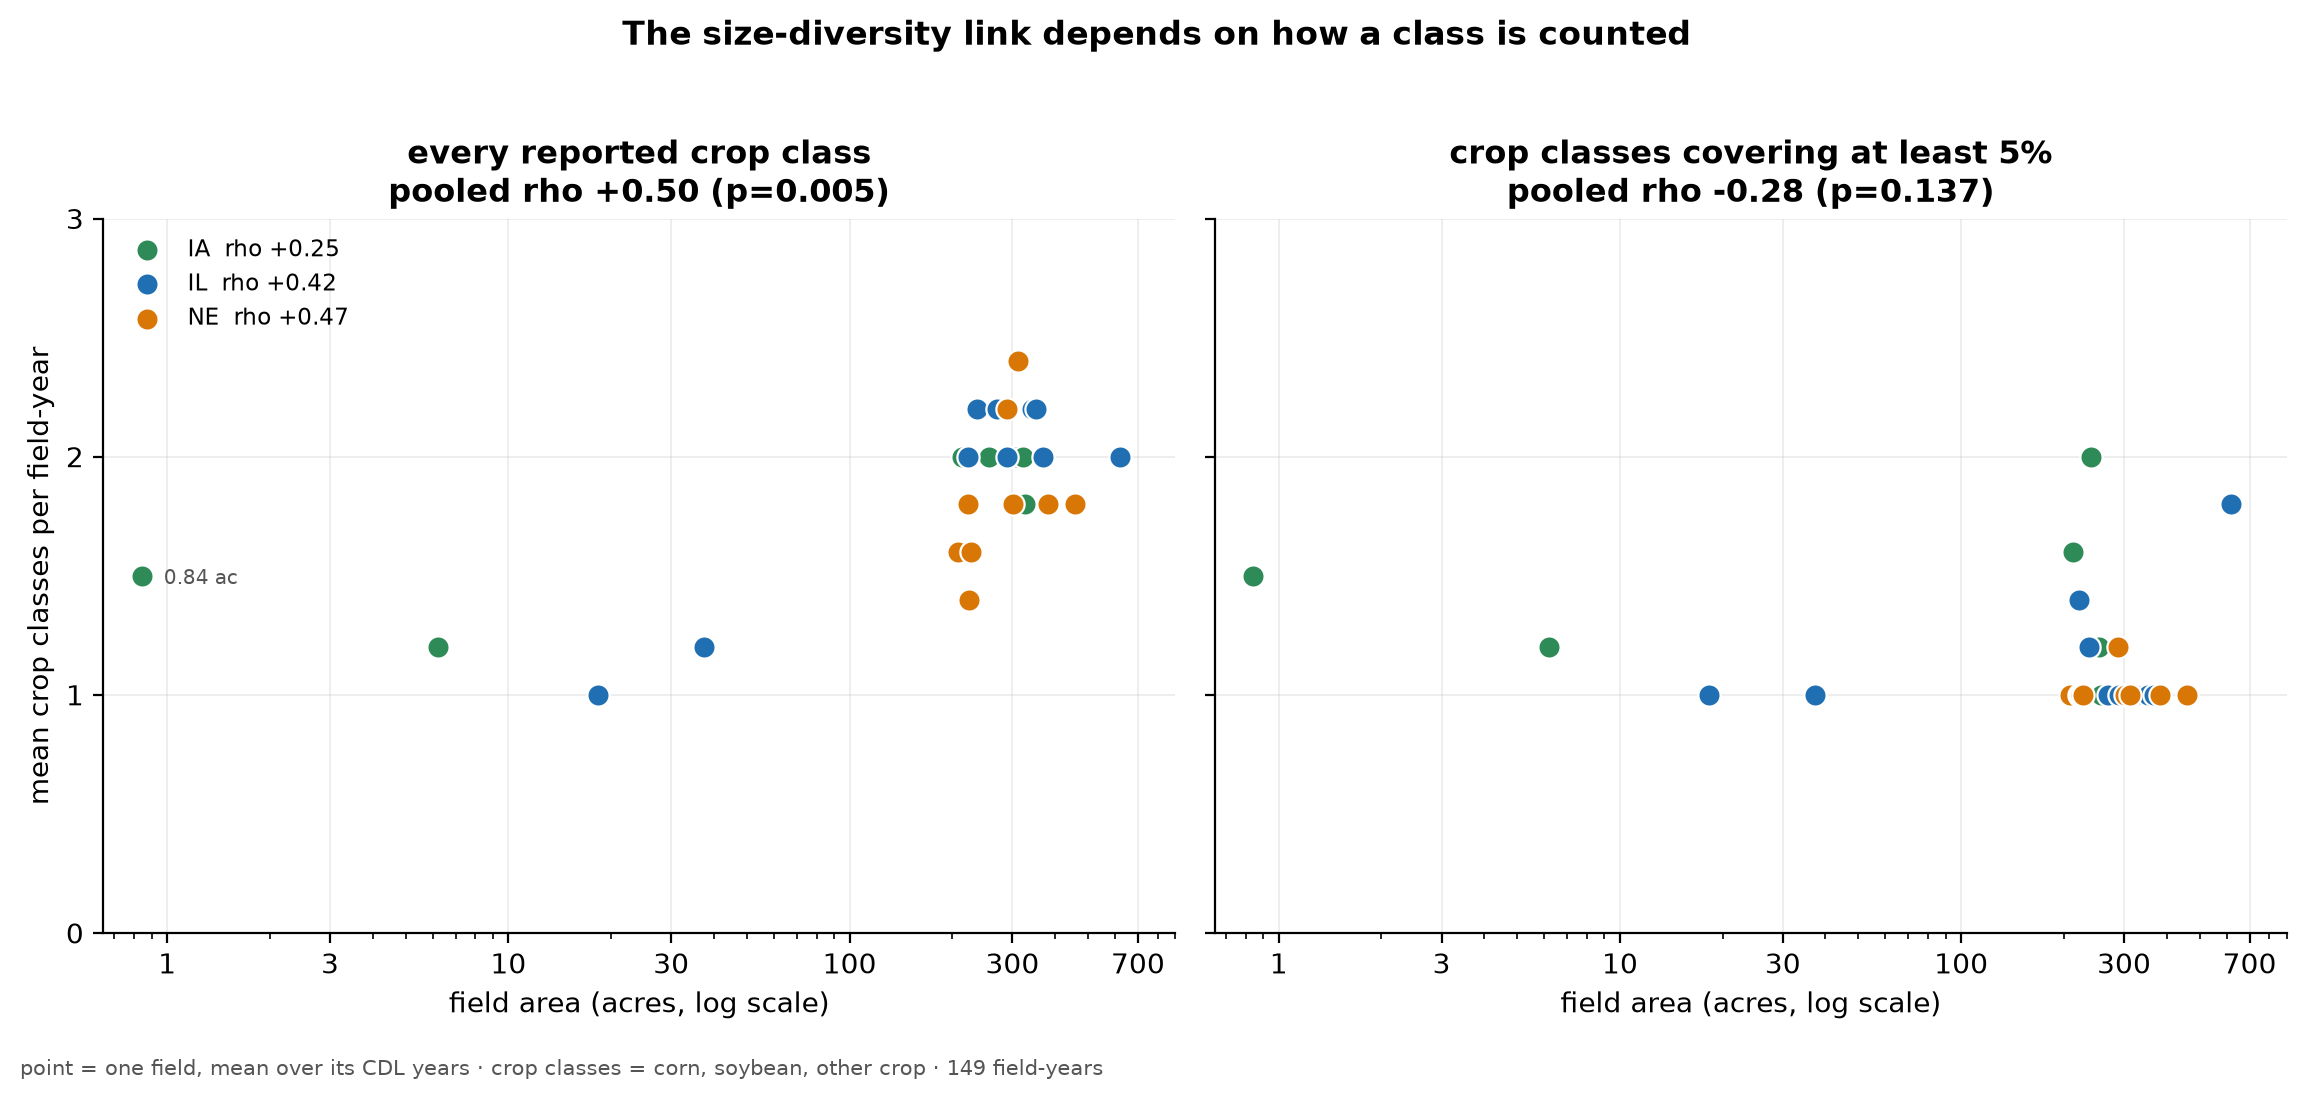 The size-diversity link depends on how a class is counted
every reported crop class
pooled rho +0.50 (p=0.005)
IA rho +0.25
IL rho +0.42
NE rho +0.47
0.84 ac
mean crop classes per field-year
3
2
1
0
1
3
10
30
100
300
700
field area (acres, log scale)
crop classes covering at least 5%
pooled rho -0.28 (p=0.137)
1
3
10
30
100
300
700
field area (acres, log scale)
point = one field, mean over its CDL years · crop classes = corn, soybean, other crop · 149 field-years